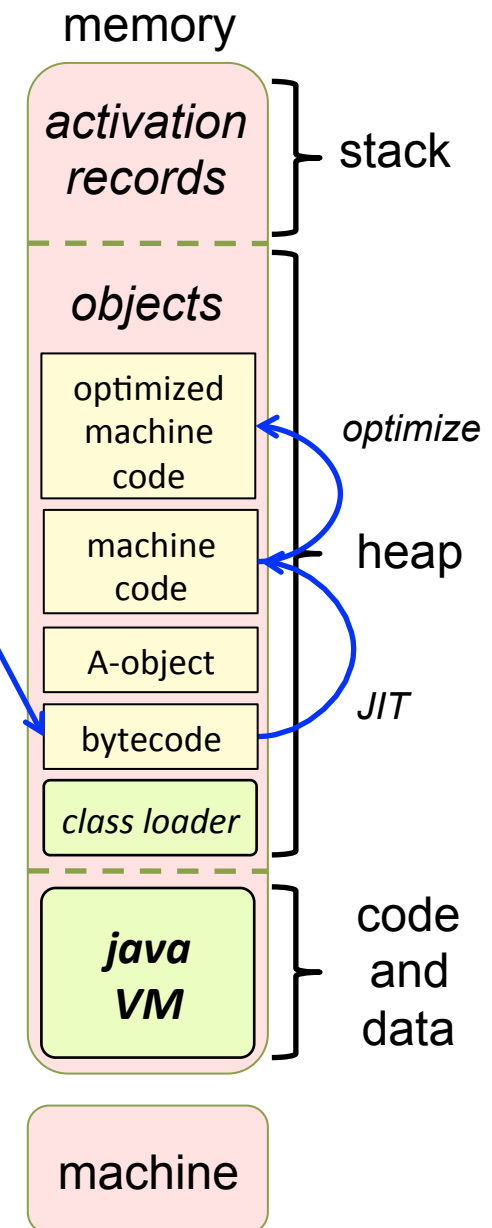 memory
activation
records
stack
objects
optimized
machine
code
optimize
machine
code
heap
A-object
JIT
bytecode
class loader
java
VM
code
and
data
machine